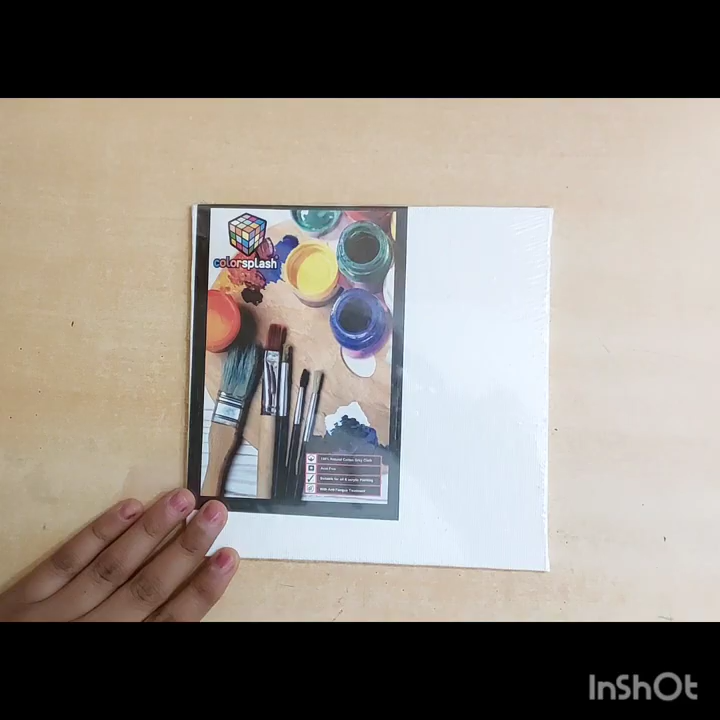 colorsplash
100% Natural Cotton Duty Cloth
Acid Free
Suitable for oil & acrylic Painting
With Anti Fungus Treatment
InShOt